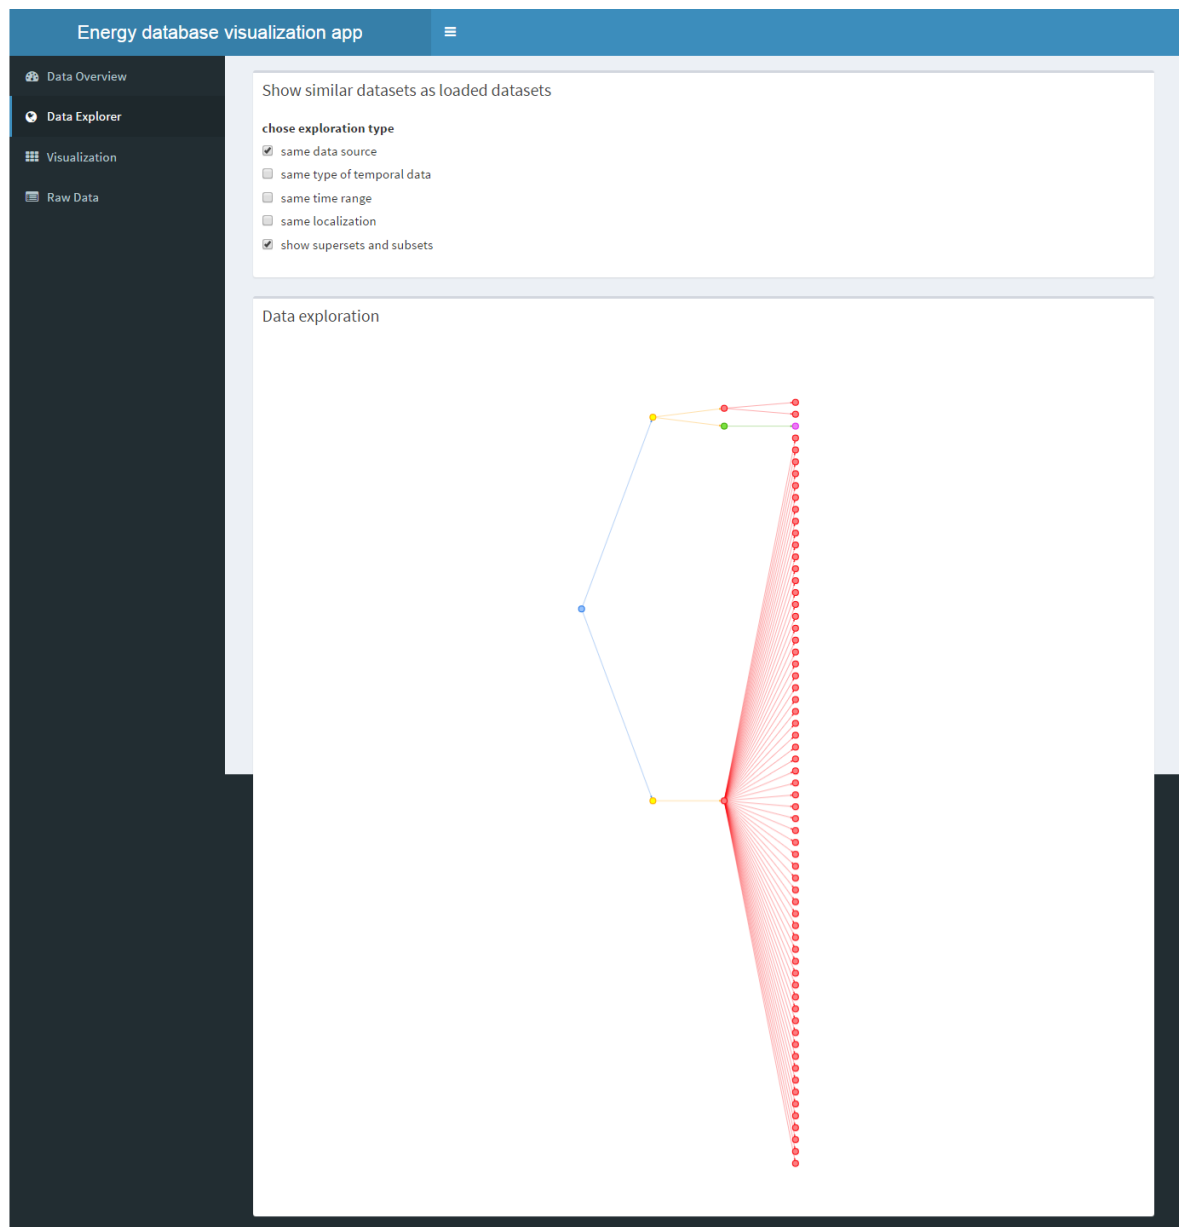 Energy database visualization app
Data Overview
Data Explorer
Visualization
Raw Data
Show similar datasets as loaded datasets
chose exploration type
same data source
same type of temporal data
same time range
same localization
show supersets and subsets
Data exploration